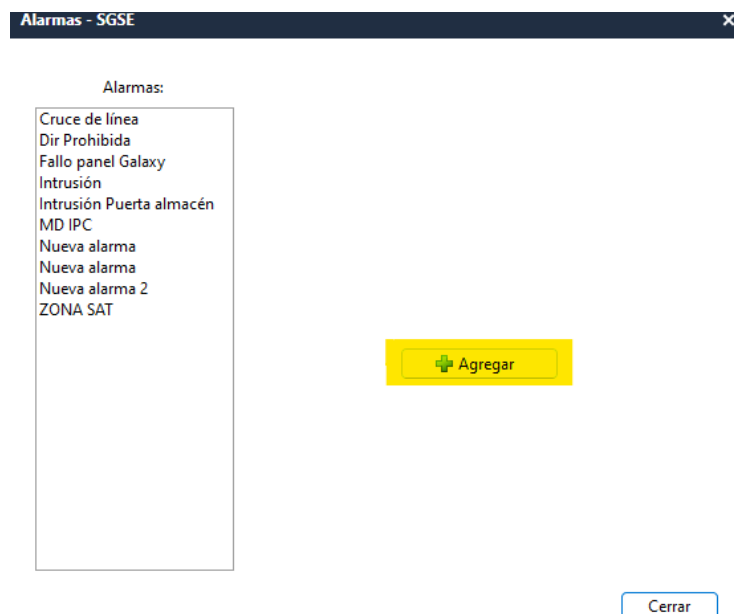 Alarmas - SGSE
Alarmas:
Cruce de línea
Dir Prohibida
Fallo panel Galaxy
Intrusión
Intrusión Puerta almacén
MD IPC
Nueva alarma
Nueva alarma
Nueva alarma 2
ZONA SAT
Agregar
Cerrar